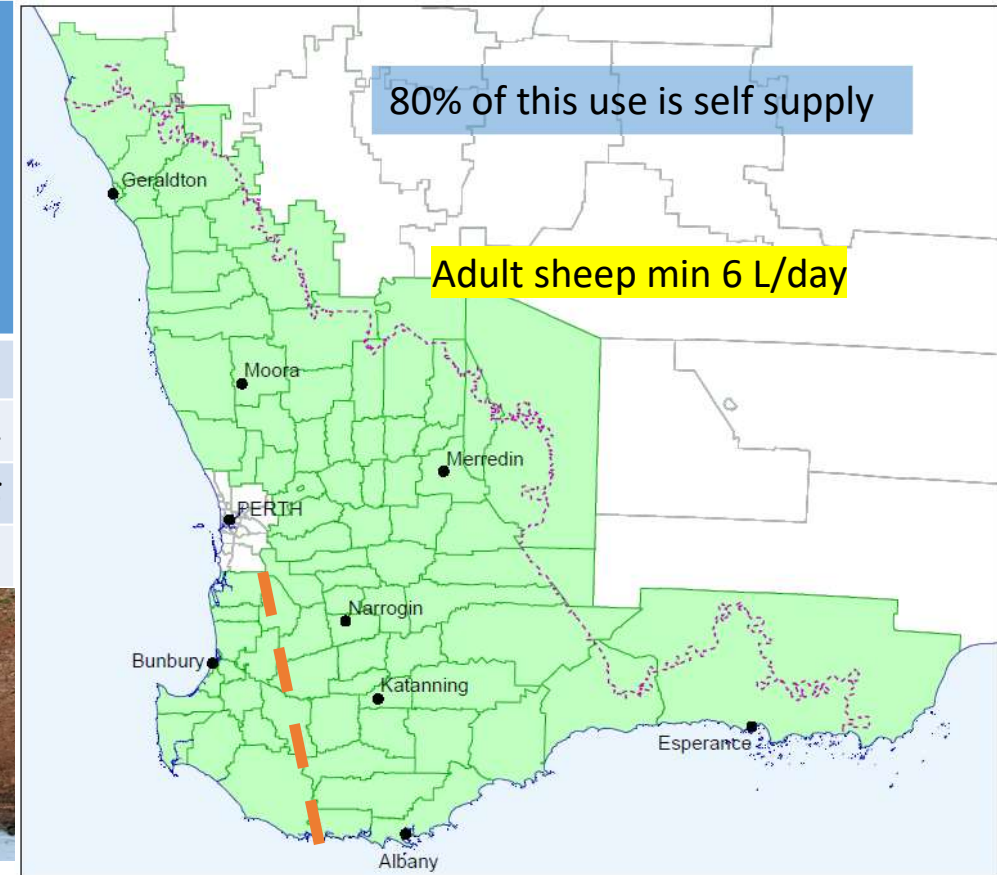 80% of this use is self supply
Geraldton
Adult sheep min 6 L/day
Moora
Merredin
PERTH
Narrogin
Bunbury
Katanning
Esperance
Albany